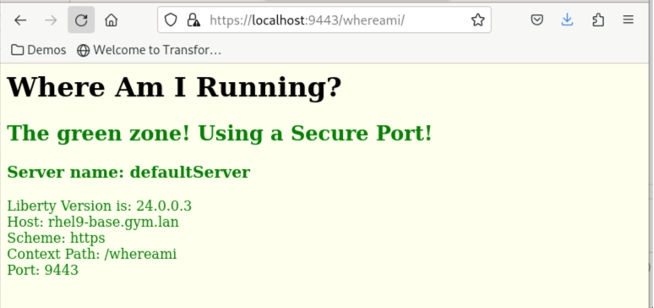 https://localhost:9443/whereami/
Demos
Welcome to Transfor…
Where Am I Running?
The green zone! Using a Secure Port!
Server name: defaultServer
Liberty Version is: 24.0.0.3
Host: rhel9-base.gym.lan
Scheme: https
Context Path: /whereami
Port: 9443